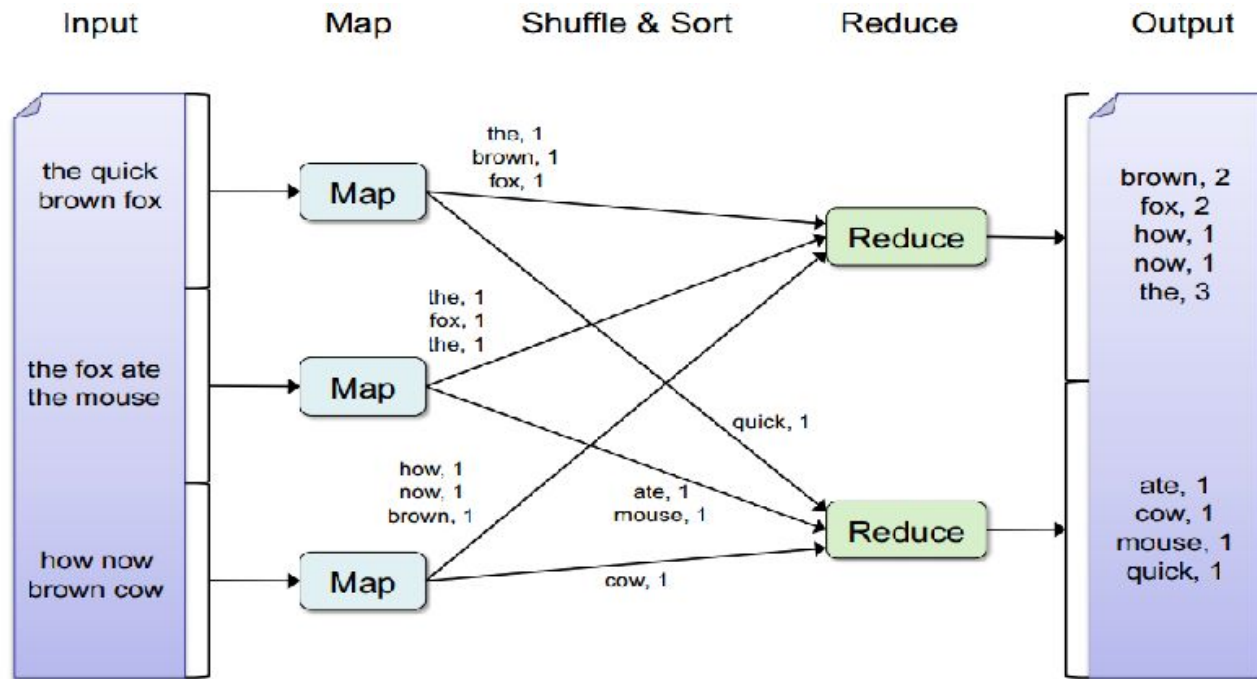 Input
Map
Shuffle & Sort
Reduce
Output
the quick
brown fox
the fox ate
the mouse
how now
brown cow
Map
Map
Map
the, 1
brown, 1
fox, 1
the, 1
fox, 1
the, 1
how, 1
now, 1
brown, 1
quick, 1
ate, 1
mouse, 1
cow, 1
Reduce
Reduce
brown, 2
fox, 2
how, 1
now, 1
the, 3
ate, 1
cow, 1
mouse, 1
quick, 1